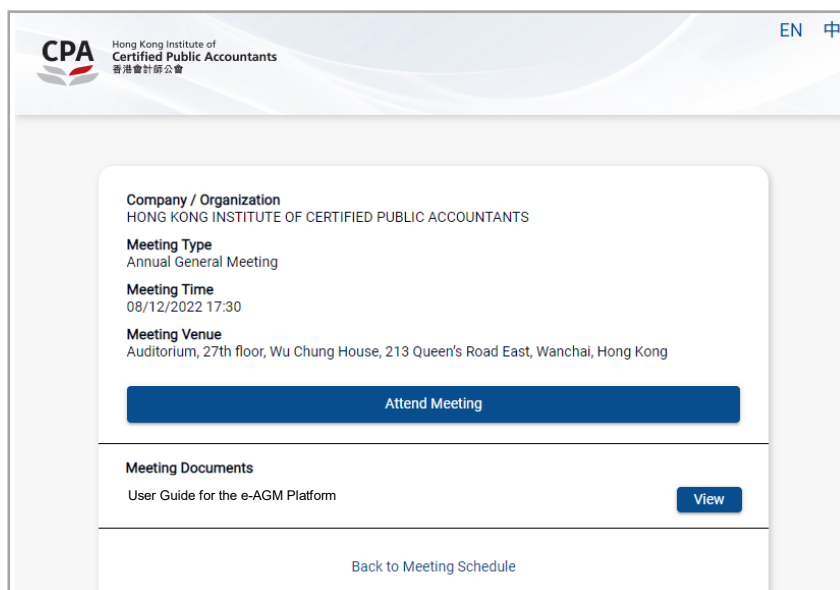 EN 中
CPA
Hong Kong Institute of
Certified Public Accountants
香港會計師公會
Company / Organization
HONG KONG INSTITUTE OF CERTIFIED PUBLIC ACCOUNTANTS
Meeting Type
Annual General Meeting
Meeting Time
08/12/2022 17:30
Meeting Venue
Auditorium, 27th floor, Wu Chung House, 213 Queen's Road East, Wanchai, Hong Kong
Attend Meeting
Meeting Documents
User Guide for the e-AGM Platform
View
Back to Meeting Schedule